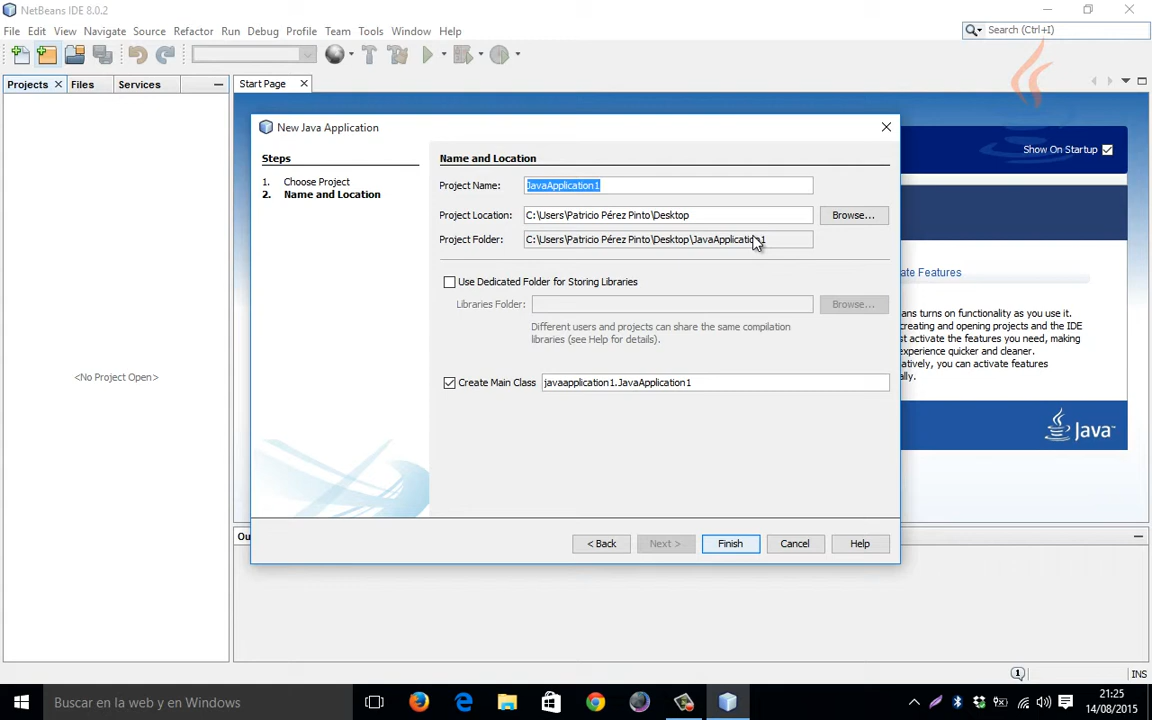 NetBeans IDE 8.0.2
File Edit View Navigate Source Refactor Run Debug Profile Team Tools Window Help
Search (Ctrl+I)
Projects Files Services
Start Page
Show On Startup
New Java Application
Steps
1. Choose Project
2. Name and Location
Name and Location
Project Name: JavaApplication1
Project Location: C:\Users\Patricio Pérez Pinto\Desktop
Browse...
Project Folder: C:\Users\Patricio Pérez Pinto\Desktop\JavaApplication1
Use Dedicated Folder for Storing Libraries
Libraries Folder:
Browse...
Different users and projects can share the same compilation
libraries (see Help for details).
Create Main Class javaapplication1.JavaApplication1
< Back Next > Finish Cancel Help
<No Project Open>
ate Features
ans turns on functionality as you use it.
creating and opening projects and the IDE
st activate the features you need, making
experience quicker and cleaner.
atively, you can activate features
ally.
Java™
Ou
1
INS
Buscar en la web y en Windows
21:25
14/08/2015